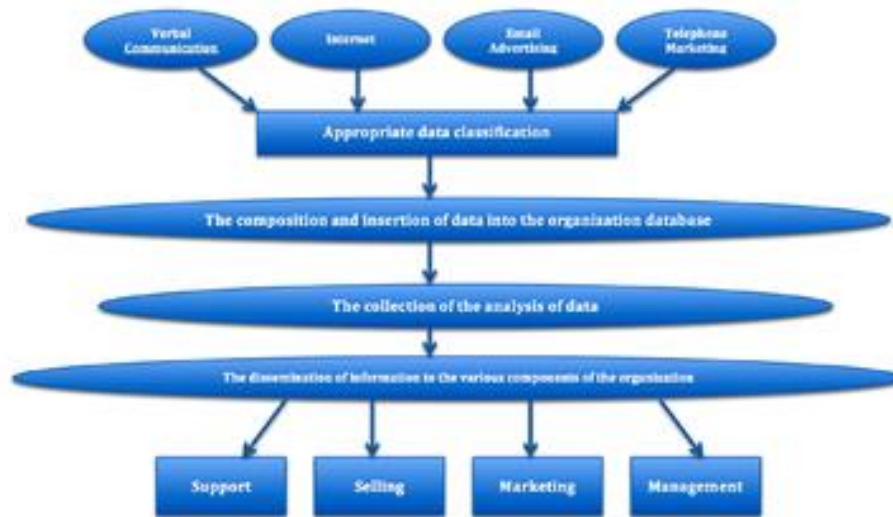 Verbal
Communication
Internet
Email
Advertising
Telephone
Marketing
Appropriate data classification
The composition and insertion of data into the organization database
The collection of the analysis of data
The dissemination of information to the various components of the organization
Support
Selling
Marketing
Management